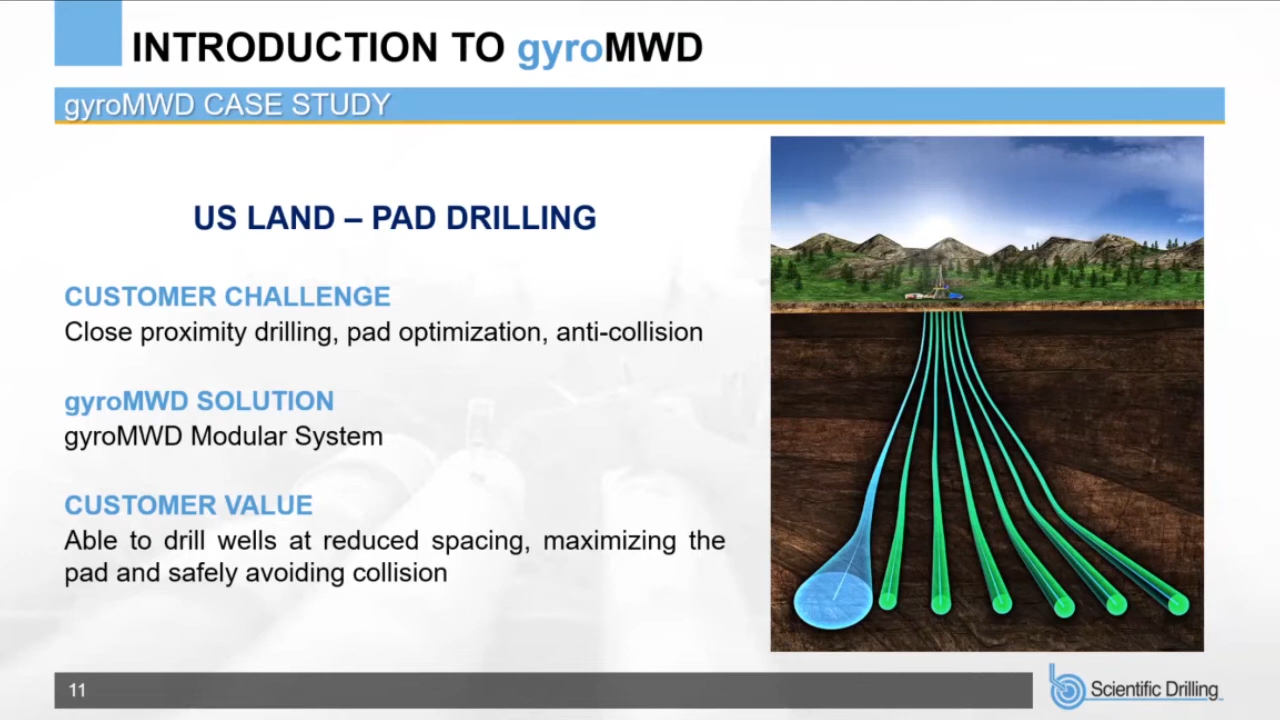 INTRODUCTION TO gyroMWD
gyroMWD CASE STUDY
US LAND – PAD DRILLING
CUSTOMER CHALLENGE
Close proximity drilling, pad optimization, anti-collision
gyroMWD SOLUTION
gyroMWD Modular System
CUSTOMER VALUE
Able to drill wells at reduced spacing, maximizing the
pad and safely avoiding collision
11
Scientific Drilling